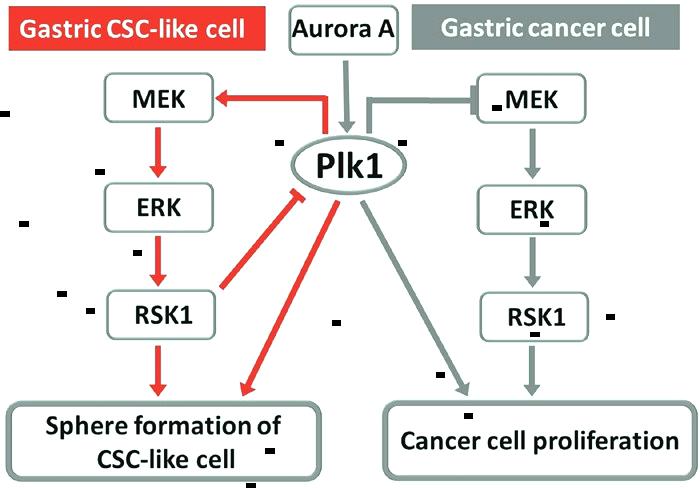 Gastric CSC-like cell
Aurora A
Gastric cancer cell
MEK
MEK
Plk1
ERK
ERK
RSK1
RSK1
Sphere formation of
CSC-like cell
Cancer cell proliferation